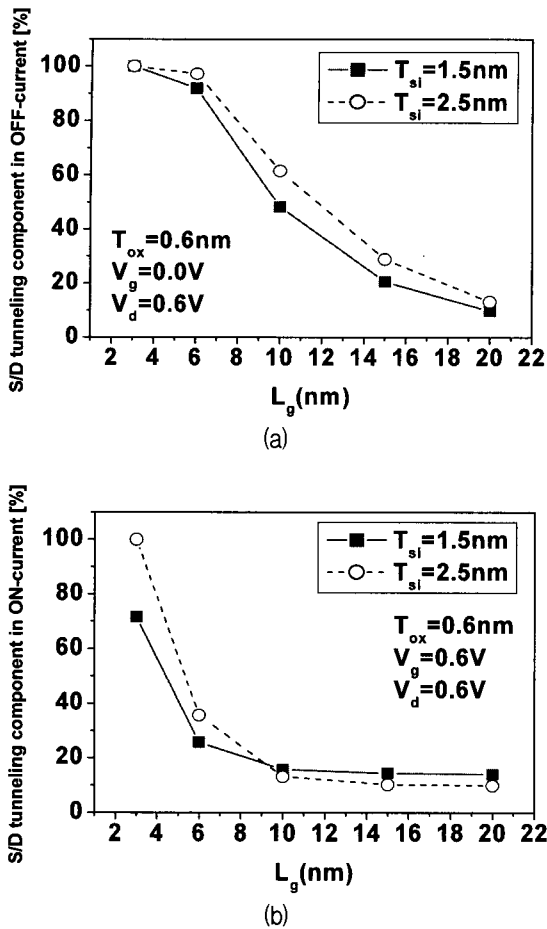 S/D tunneling component in OFF-current [%]
100
80
60
40
20
0
T_si=1.5nm
T_si=2.5nm
T_ox=0.6nm
V_g=0.0V
V_d=0.6V
2 4 6 8 10 12 14 16 18 20 22
L_g(nm)
(a)
S/D tunneling component in ON-current [%]
100
80
60
40
20
0
T_si=1.5nm
T_si=2.5nm
T_ox=0.6nm
V_g=0.6V
V_d=0.6V
2 4 6 8 10 12 14 16 18 20 22
L_g(nm)
(b)